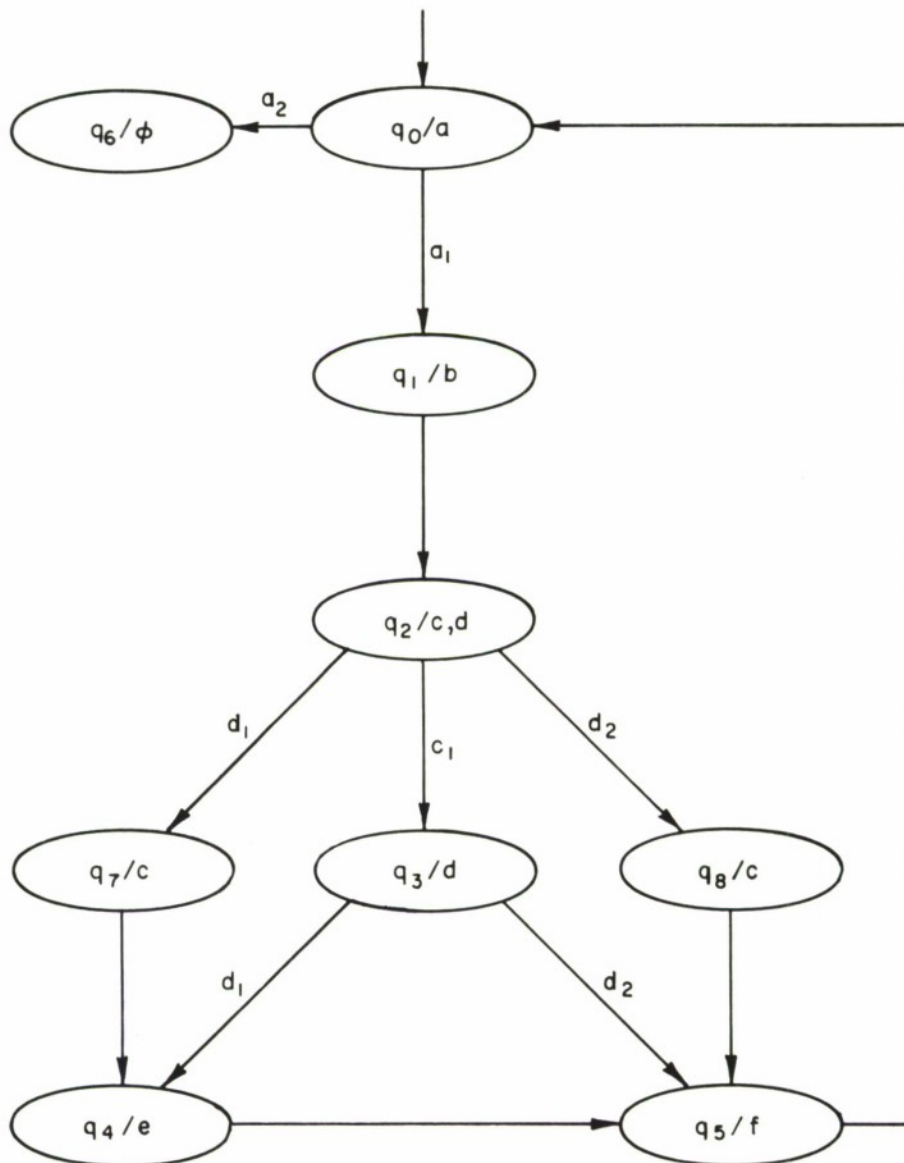 a₂
q₆/ϕ
q₀/a
a₁
q₁/b
q₂/c,d
d₁
c₁
d₂
q₇/c
q₃/d
q₈/c
d₁
d₂
q₄/e
q₅/f